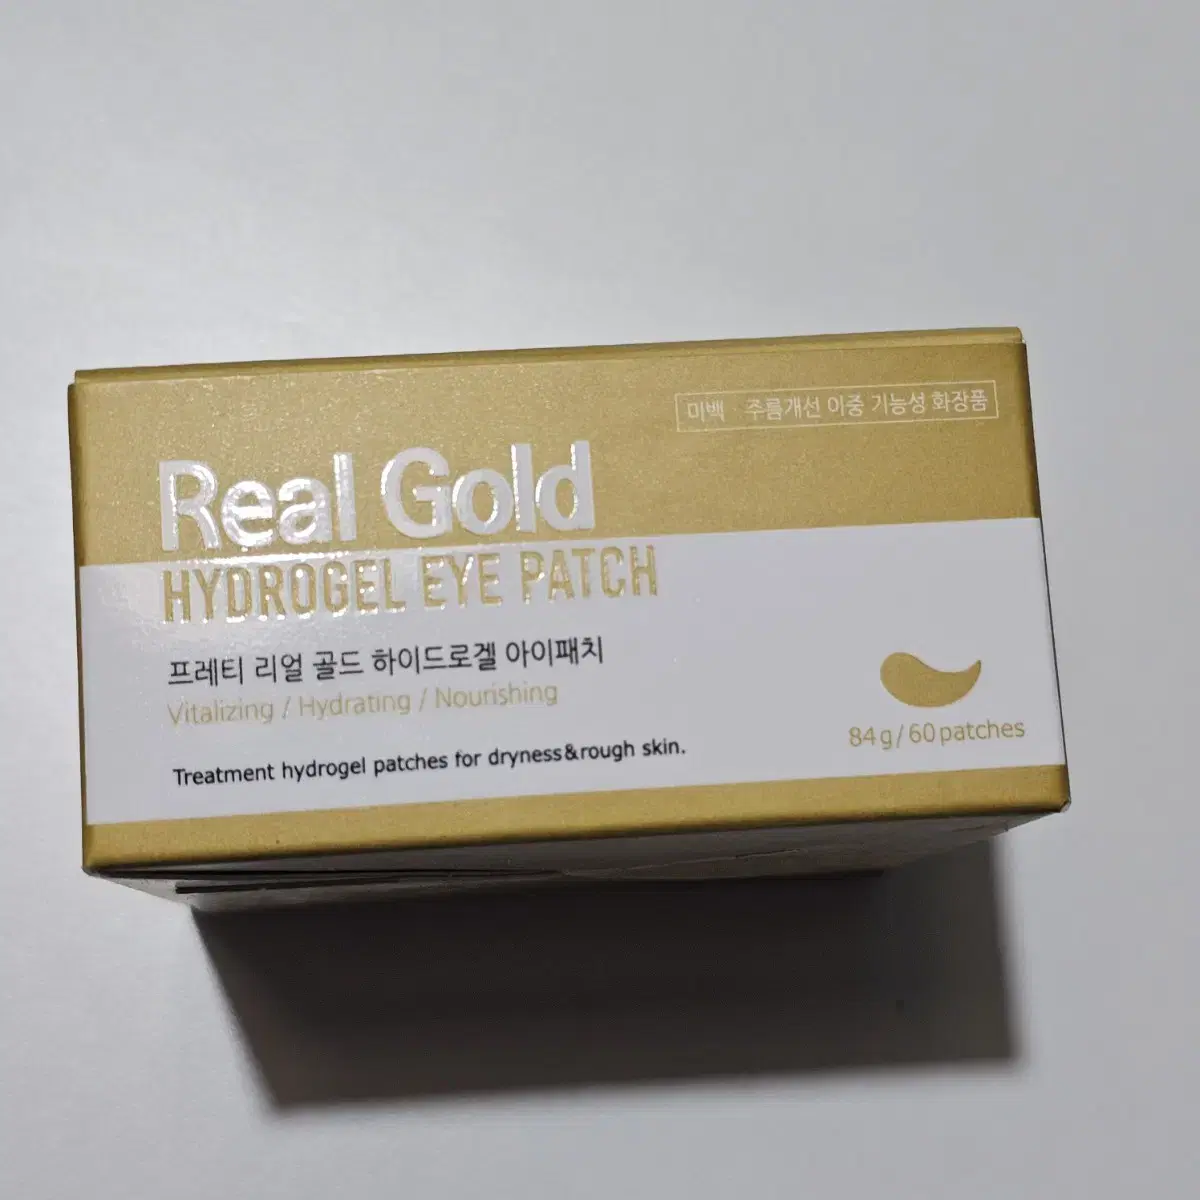 미백 주름개선 이중 기능성 화장품
Real Gold
HYDROGEL EYE PATCH
프레티 리얼 골드 하이드로겔 아이패치
Vitalizing / Hydrating / Nourishing
84g/60patches
Treatment hydrogel patches for dryness&rough skin.